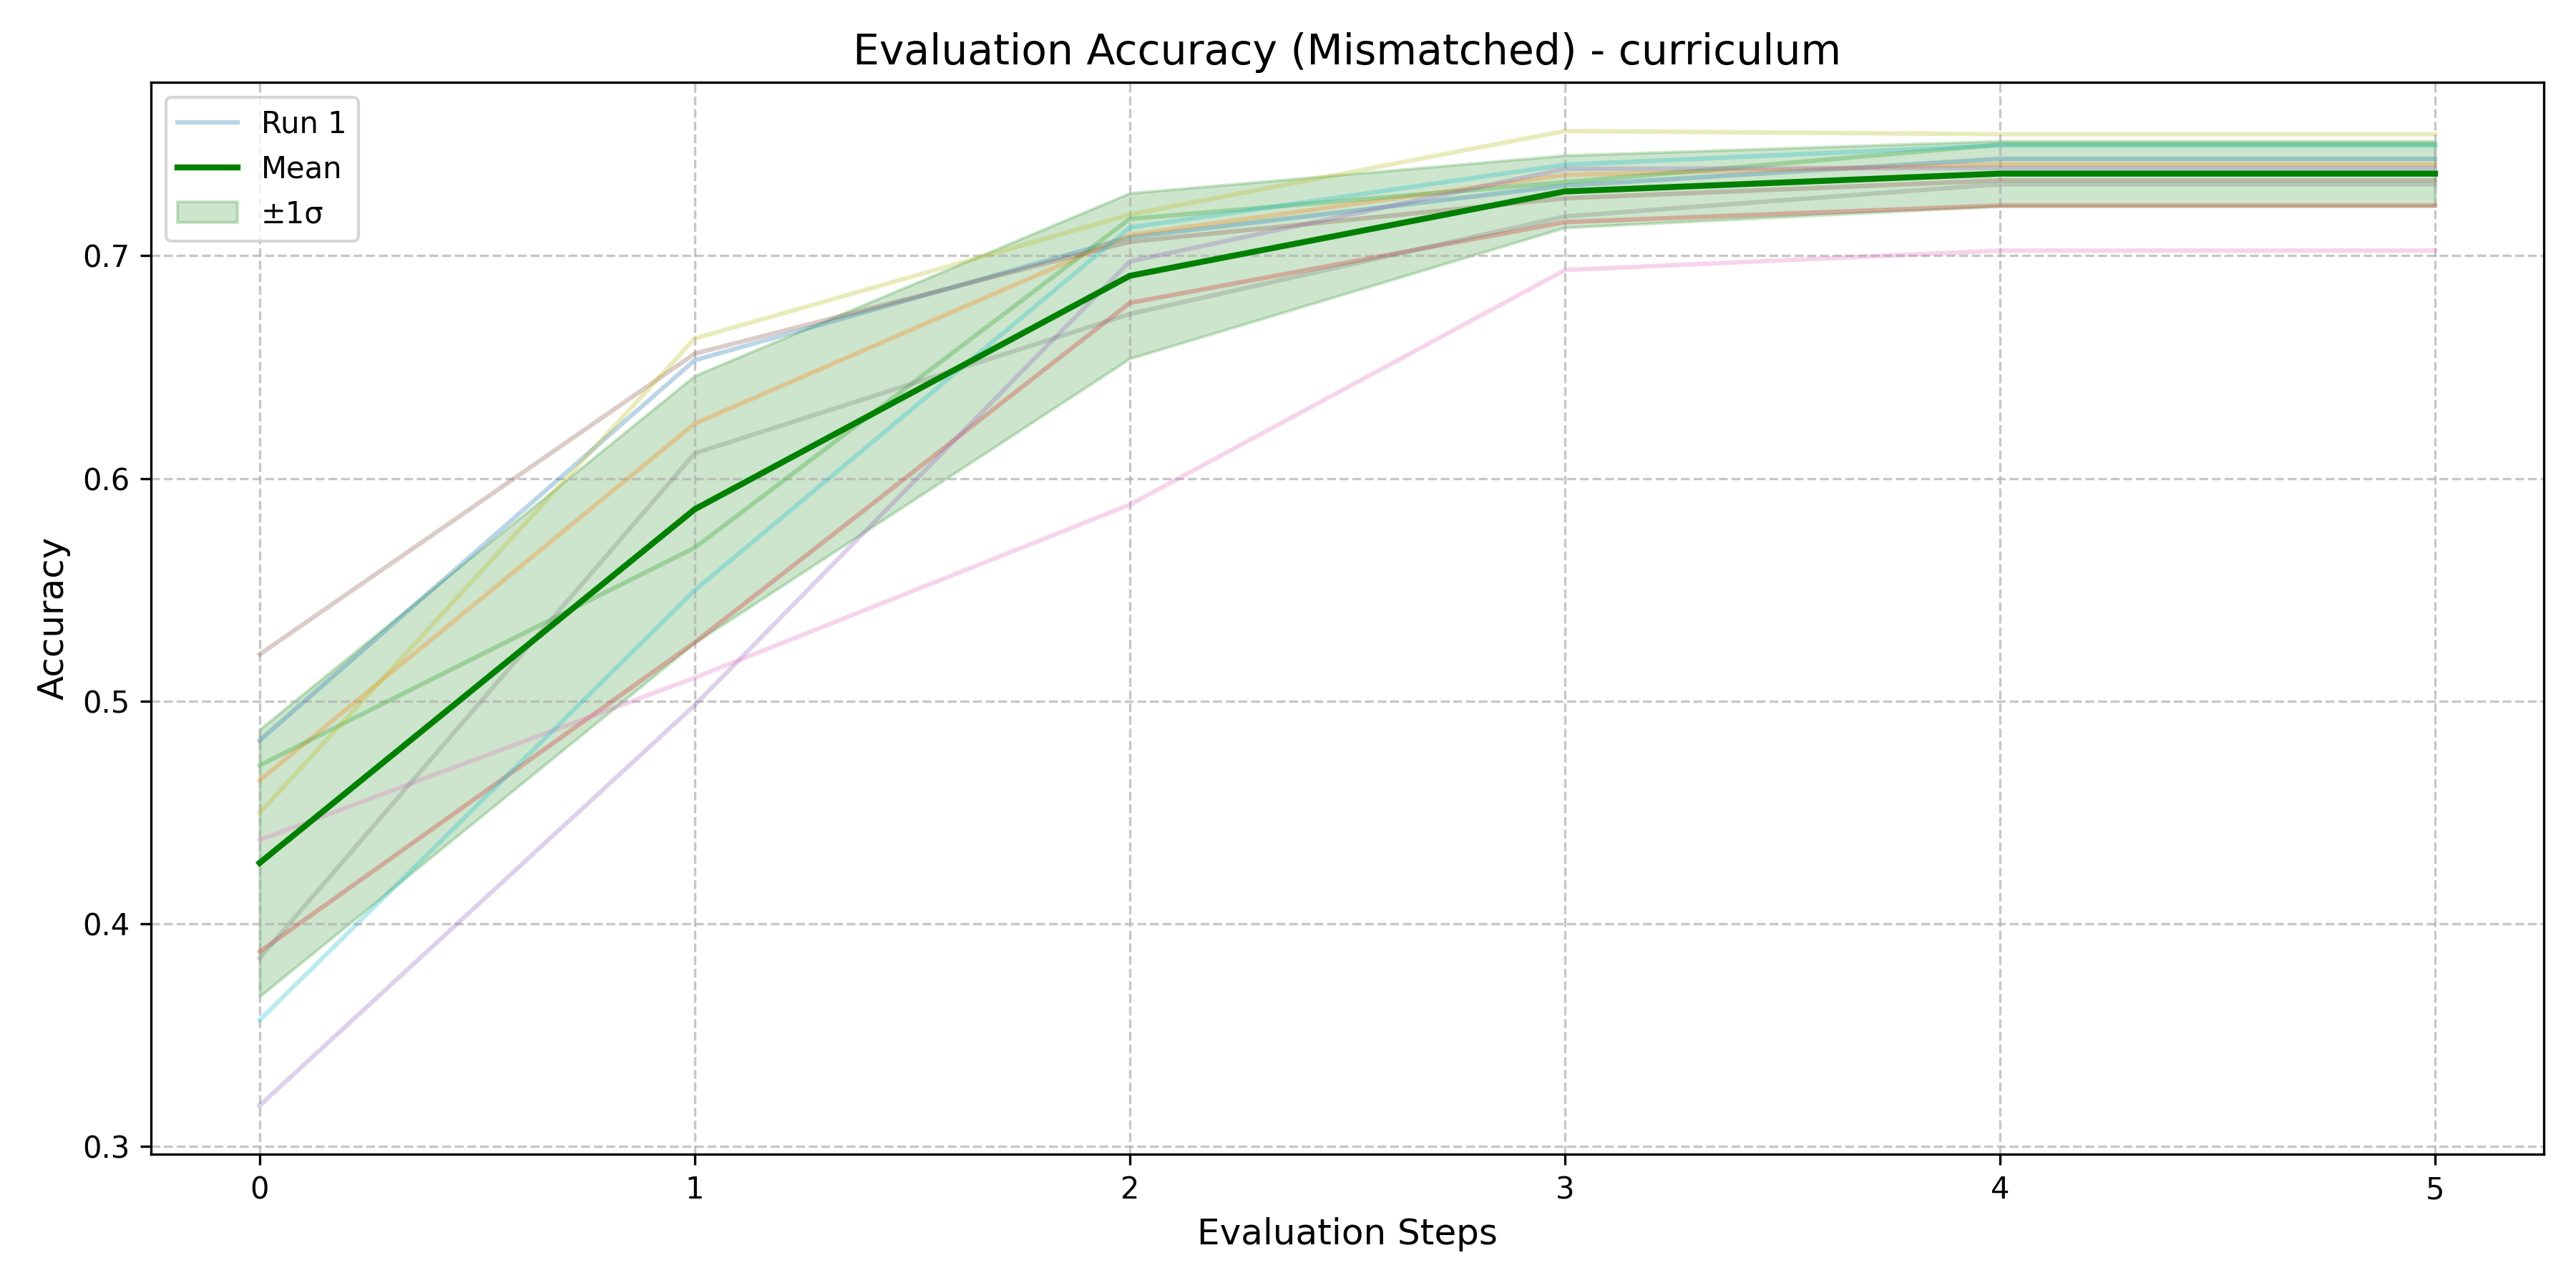 Evaluation Accuracy (Mismatched) - curriculum
Run 1
Mean
±1σ
0.7
0.6
0.5
0.4
0.3
Accuracy
0 1 2 3 4 5
Evaluation Steps